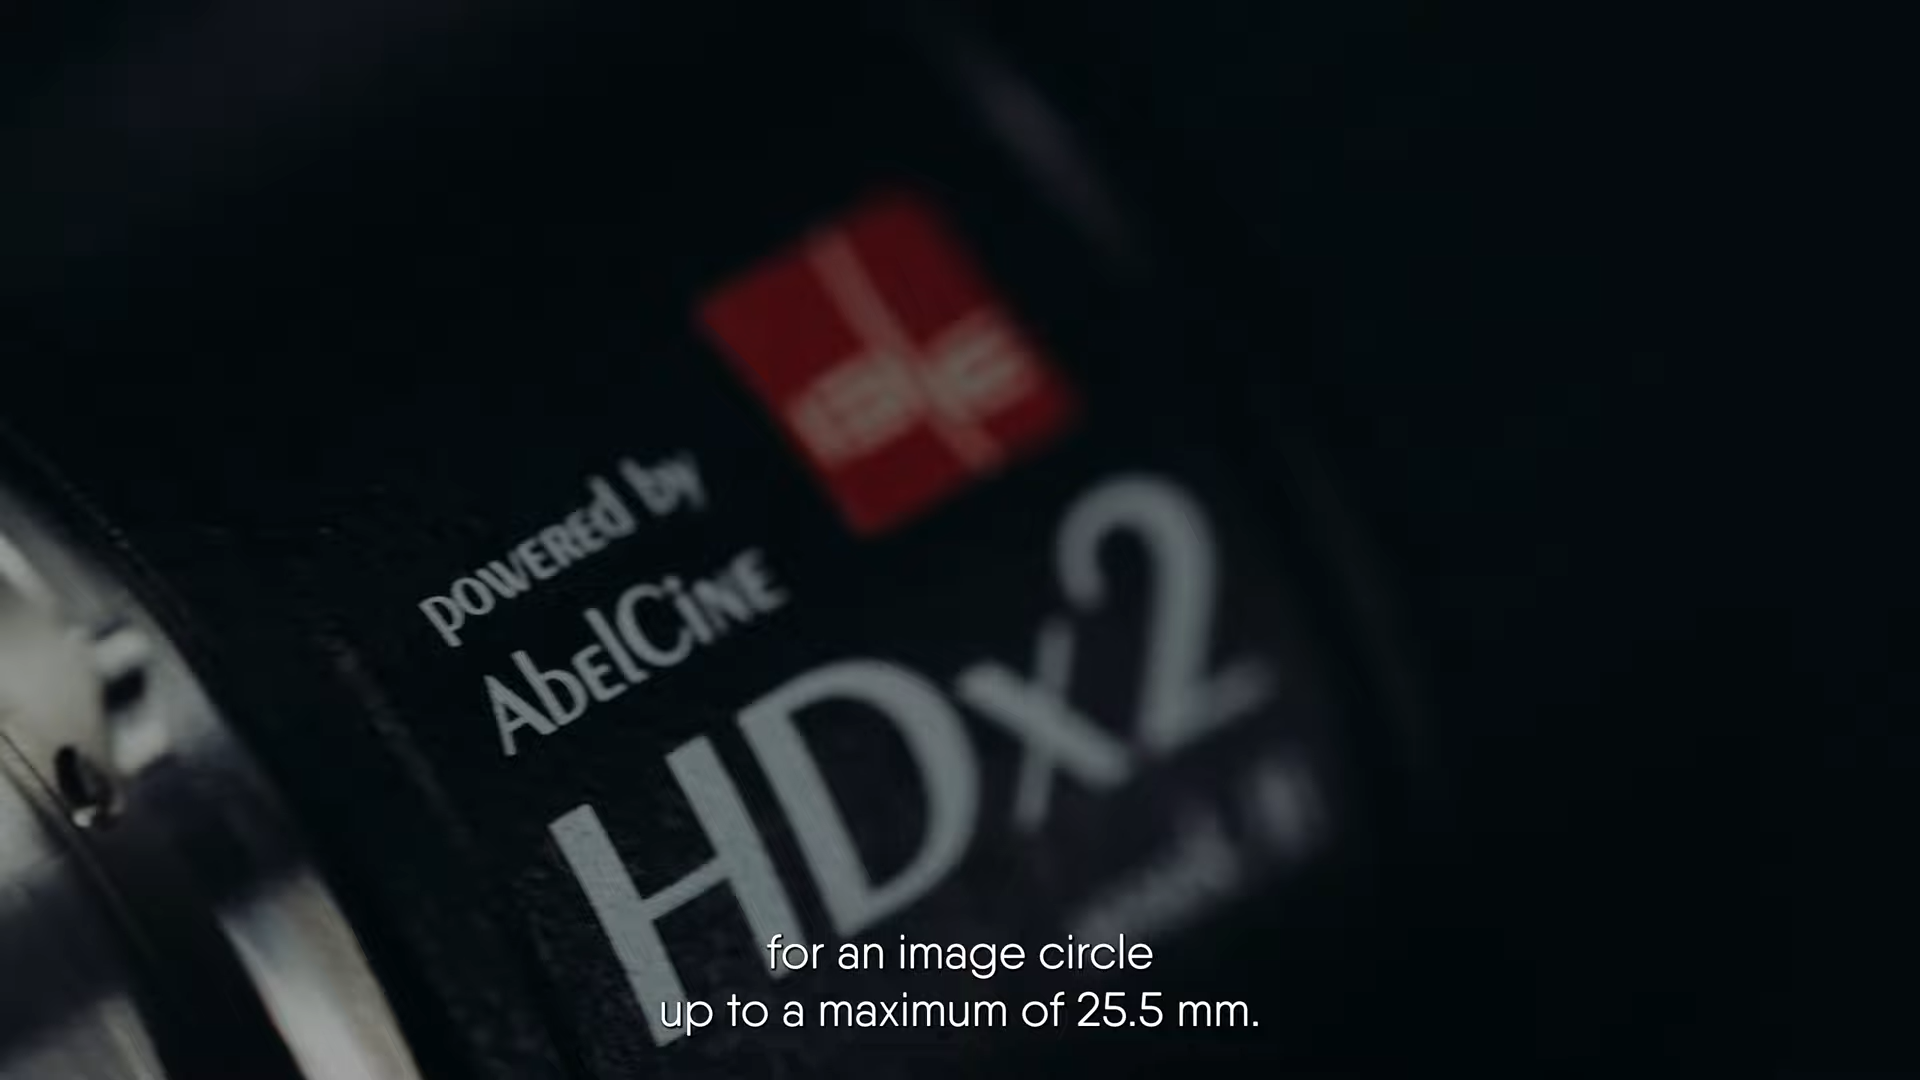 powered by
AbelCine
HDx2
for an image circle
up to a maximum of 25.5 mm.